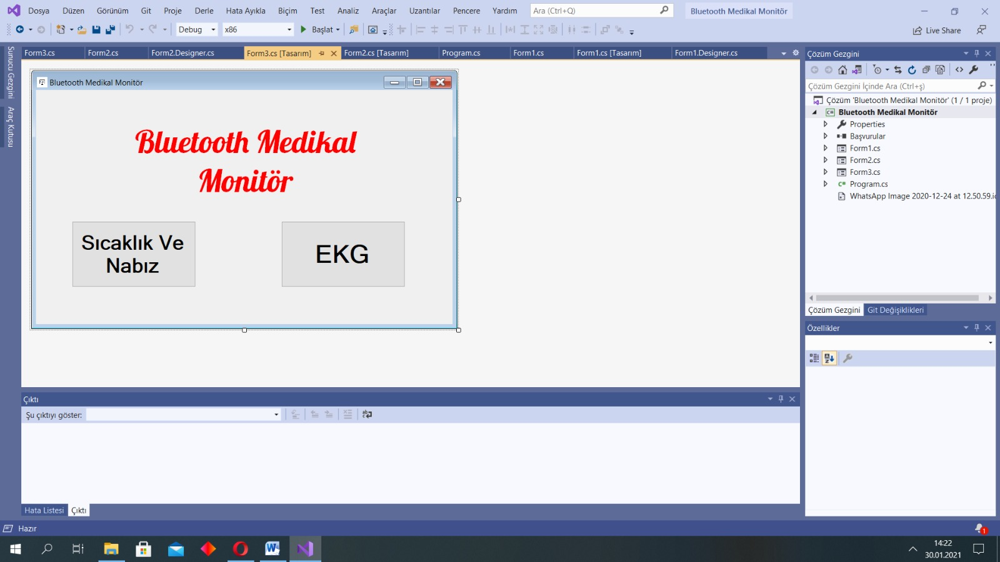 Dosya Düzen Görünüm Git Proje Derle Hata Ayıkla Biçim Test Analiz Araçlar Uzantılar Pencere Yardım Ara (Ctrl+Q) Bluetooth Medikal Monitör
Debug x86 Başlat Live Share
Form3.cs Form2.cs Form2.Designer.cs Form3.cs [Tasarım] Form2.cs [Tasarım] Program.cs Form1.cs Form1.cs [Tasarım] Form1.Designer.cs
Sunucu Gezgini
Araç Kutusu
Bluetooth Medikal Monitör
Bluetooth Medikal
Monitör
Sıcaklık Ve
Nabız
EKG
Çözüm Gezgini
Çözüm Gezgini İçinde Ara (Ctrl+ş)
Çözüm 'Bluetooth Medikal Monitör' (1 / 1 proje)
Bluetooth Medikal Monitör
Properties
Başvurular
Form1.cs
Form2.cs
Form3.cs
C# Program.cs
WhatsApp Image 2020-12-24 at 12.50.59.i
Çözüm Gezgini Git Değişiklikleri
Özellikler
Çıktı
Şu çıktıyı göster:
Hata Listesi Çıktı
Hazır
1
14:22
30.01.2021